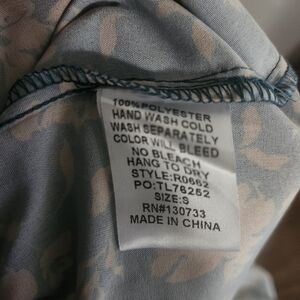 100% POLYESTER
HAND WASH COLD
WASH SEPARATELY
COLOR WILL BLEED
NO BLEACH
HANG TO DRY
STYLE:R0662
PO:TL76252
SIZE:S
RN#130733
MADE IN CHINA